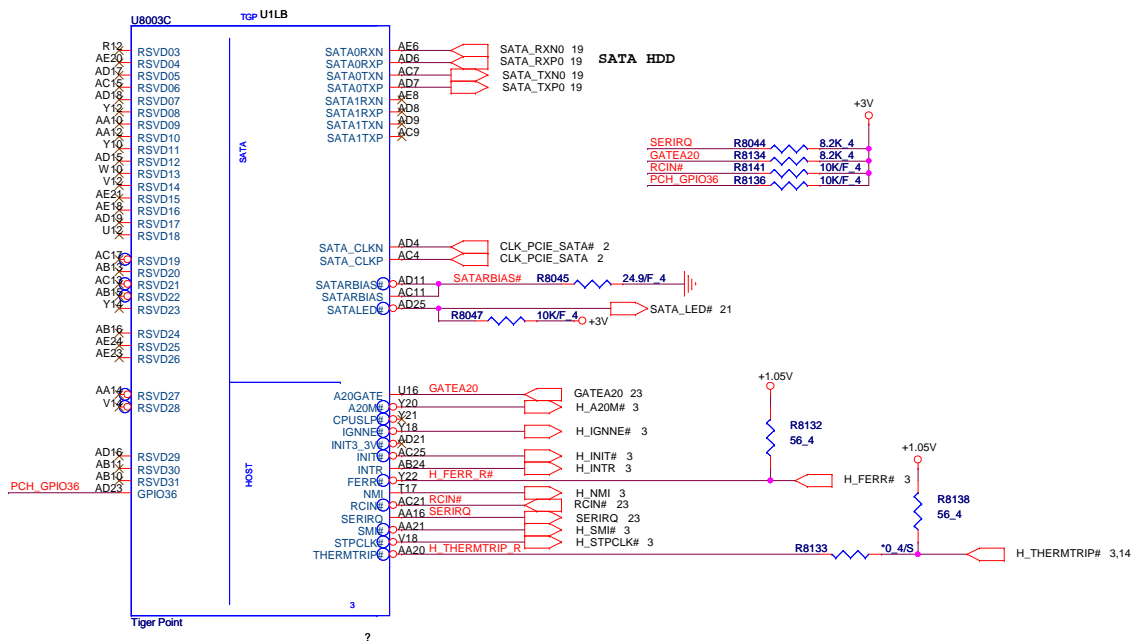 U8003C TGP U1LB
R12 RSVD03
AE20 RSVD04
AD17 RSVD05
AC15 RSVD06
AD18 RSVD07
Y12 RSVD08
AA10 RSVD09
AA12 RSVD10
Y10 RSVD11
AD15 RSVD12
W10 RSVD13
V12 RSVD14
AE21 RSVD15
AE18 RSVD16
AD19 RSVD17
U12 RSVD18
AC17 RSVD19
AB13 RSVD20
AC13 RSVD21
AB15 RSVD22
Y14 RSVD23
AB16 RSVD24
AE24 RSVD25
AE23 RSVD26
AA14 RSVD27
V14 RSVD28
AD16 RSVD29
AB11 RSVD30
AB10 RSVD31
PCH_GPIO36 AD23 GPIO36
SATA
HOST
SATA0RXN AE6 SATA_RXN0 19
SATA0RXP AD6 SATA_RXP0 19
SATA0TXN AC7 SATA_TXN0 19
SATA0TXP AD7 SATA_TXP0 19
SATA HDD
SATA1RXN AE8
SATA1RXP AD8
SATA1TXN AD9
SATA1TXP AC9
SATA_CLKN AD4 CLK_PCIE_SATA# 2
SATA_CLKP AC4 CLK_PCIE_SATA 2
SATARBIAS# AD11 SATARBIAS# R8045 24.9/F_4
SATARBIAS AC11
SATALED# AD25 SATA_LED# 21
R8047 10K/F_4 +3V
+3V
SERIRQ R8044 8.2K_4
GATEA20 R8134 8.2K_4
RCIN# R8141 10K/F_4
PCH_GPIO36 R8136 10K/F_4
A20GATE U16 GATEA20 GATEA20 23
A20M# Y20 H_A20M# 3
CPUSLP# Y21
IGNNE# Y18 H_IGNNE# 3
INIT3_3V# AD21
INIT# AC25 H_INIT# 3
INTR AB24 H_INTR 3
FERR# Y22 H_FERR_R# H_FERR# 3
NMI T17 H_NMI 3
RCIN# AC21 RCIN# RCIN# 23
SERIRQ AA16 SERIRQ SERIRQ 23
SMI# AA21 H_SMI# 3
STPCLK# V18 H_STPCLK# 3
THERMTRIP# AA20 H_THERMTRIP_R R8133 *0_4/S H_THERMTRIP# 3,14
+1.05V
R8132
56_4
+1.05V
R8138
56_4
3
Tiger Point
?